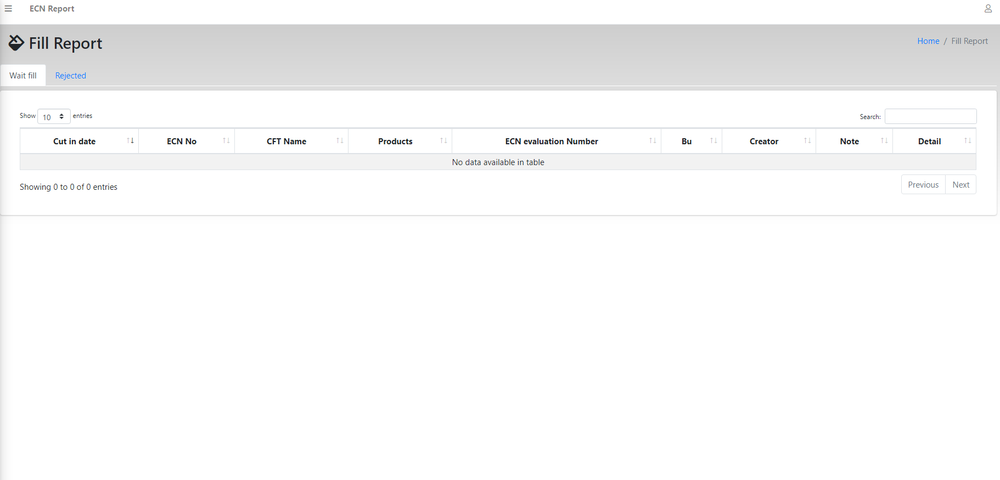 ECN Report
Fill Report
Home / Fill Report
Wait fill Rejected
Show 10 entries Search:
Cut in date ECN No CFT Name Products ECN evaluation Number Bu Creator Note Detail
No data available in table
Showing 0 to 0 of 0 entries
Previous Next